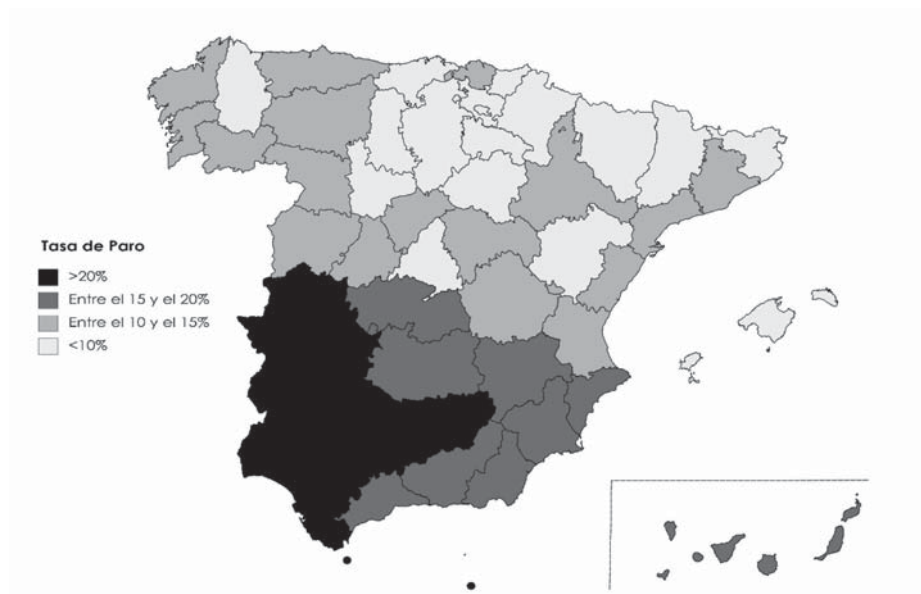 Tasa de Paro
>20%
Entre el 15 y el 20%
Entre el 10 y el 15%
<10%